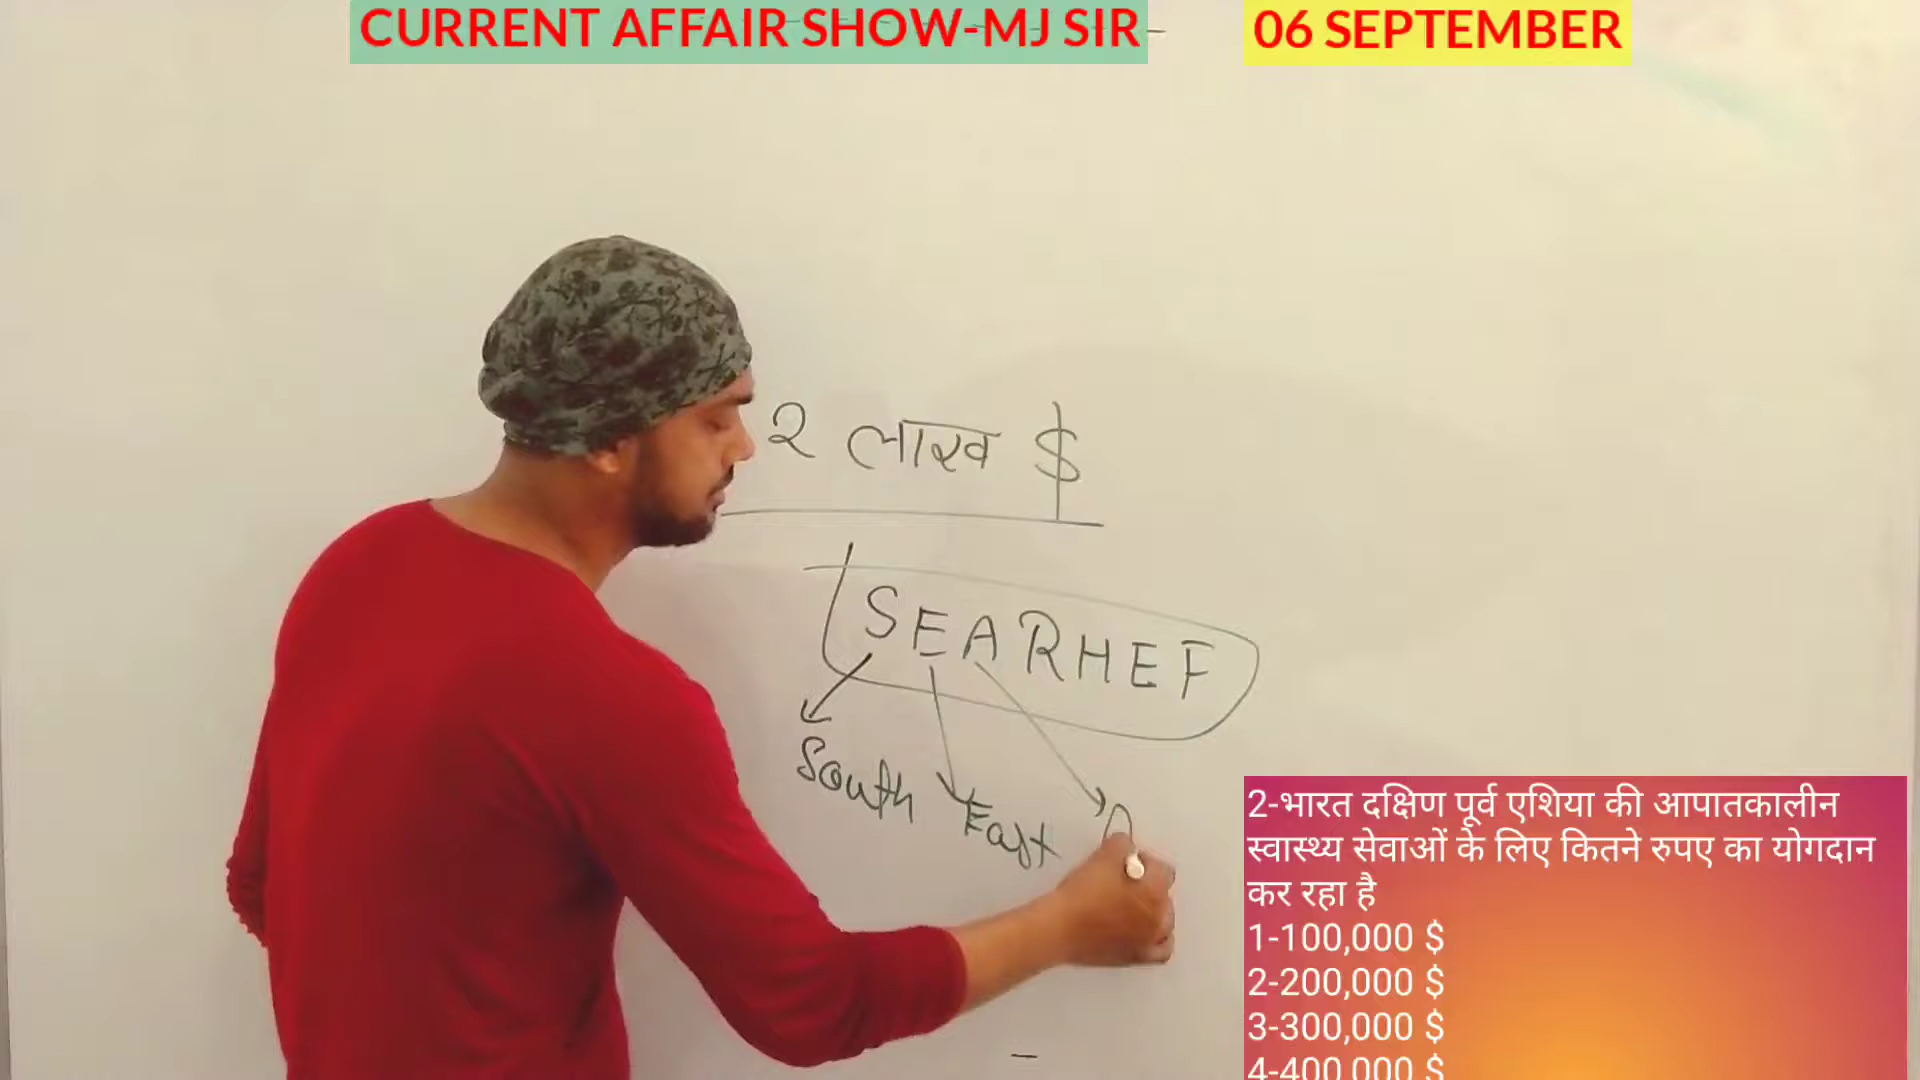 CURRENT AFFAIR SHOW-MJ SIR
06 SEPTEMBER
२ लाख $
SEARHEF
South
East
2-भारत दक्षिण पूर्व एशिया की आपातकालीन
स्वास्थ्य सेवाओं के लिए कितने रुपए का योगदान
कर रहा है
1-100,000 $
2-200,000 $
3-300,000 $
4-400,000 $